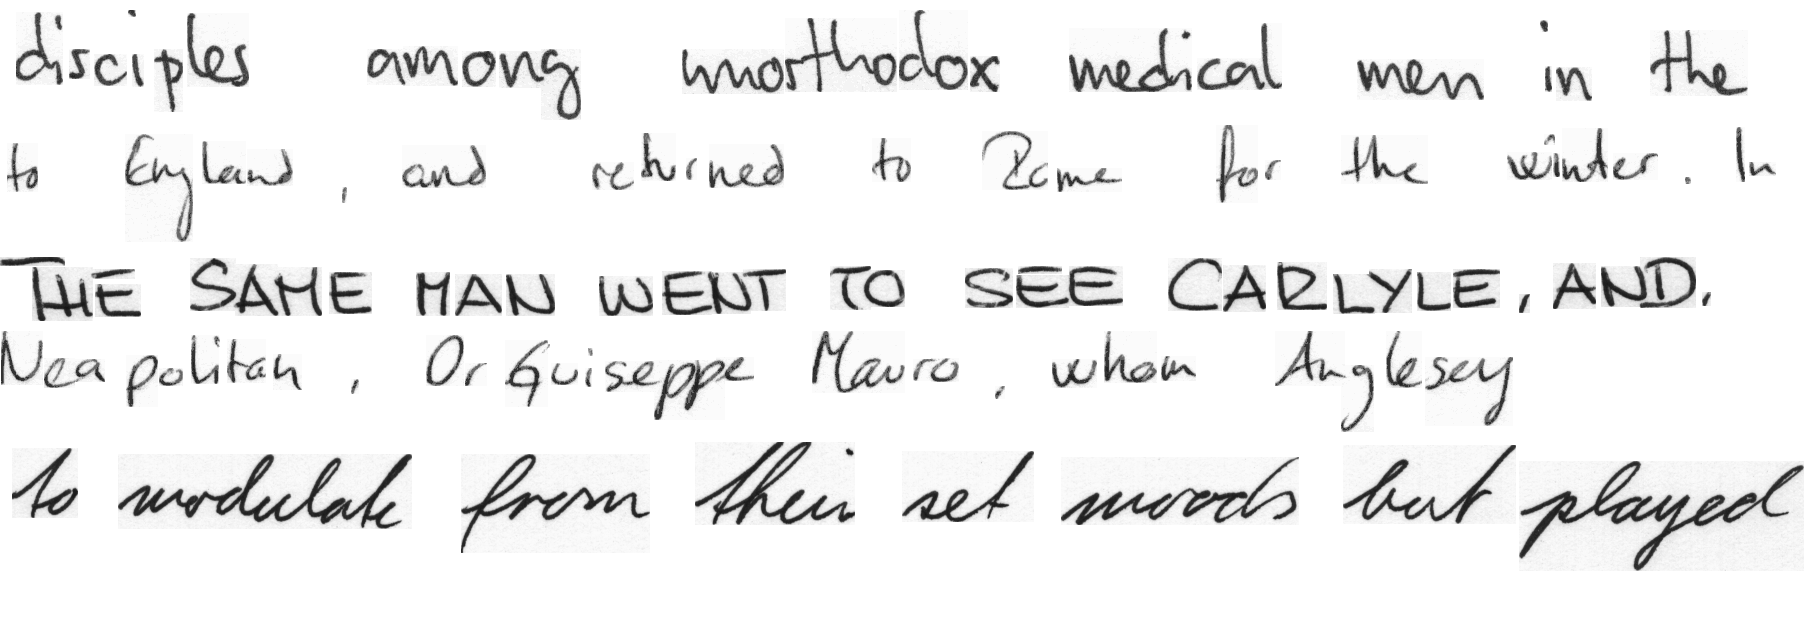 disciples among unorthodox medical men in the
to England, and returned to Rome for the winter. In
THE SAME MAN WENT TO SEE CARLYLE, AND,
Neapolitan, Dr Guiseppe Mauro, whom Anglesey
to modulate from their set moods but played